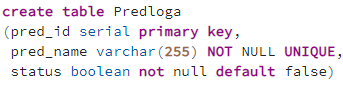 create table Predloga
(pred_id serial primary key,
pred_name varchar(255) NOT NULL UNIQUE,
status boolean not null default false)